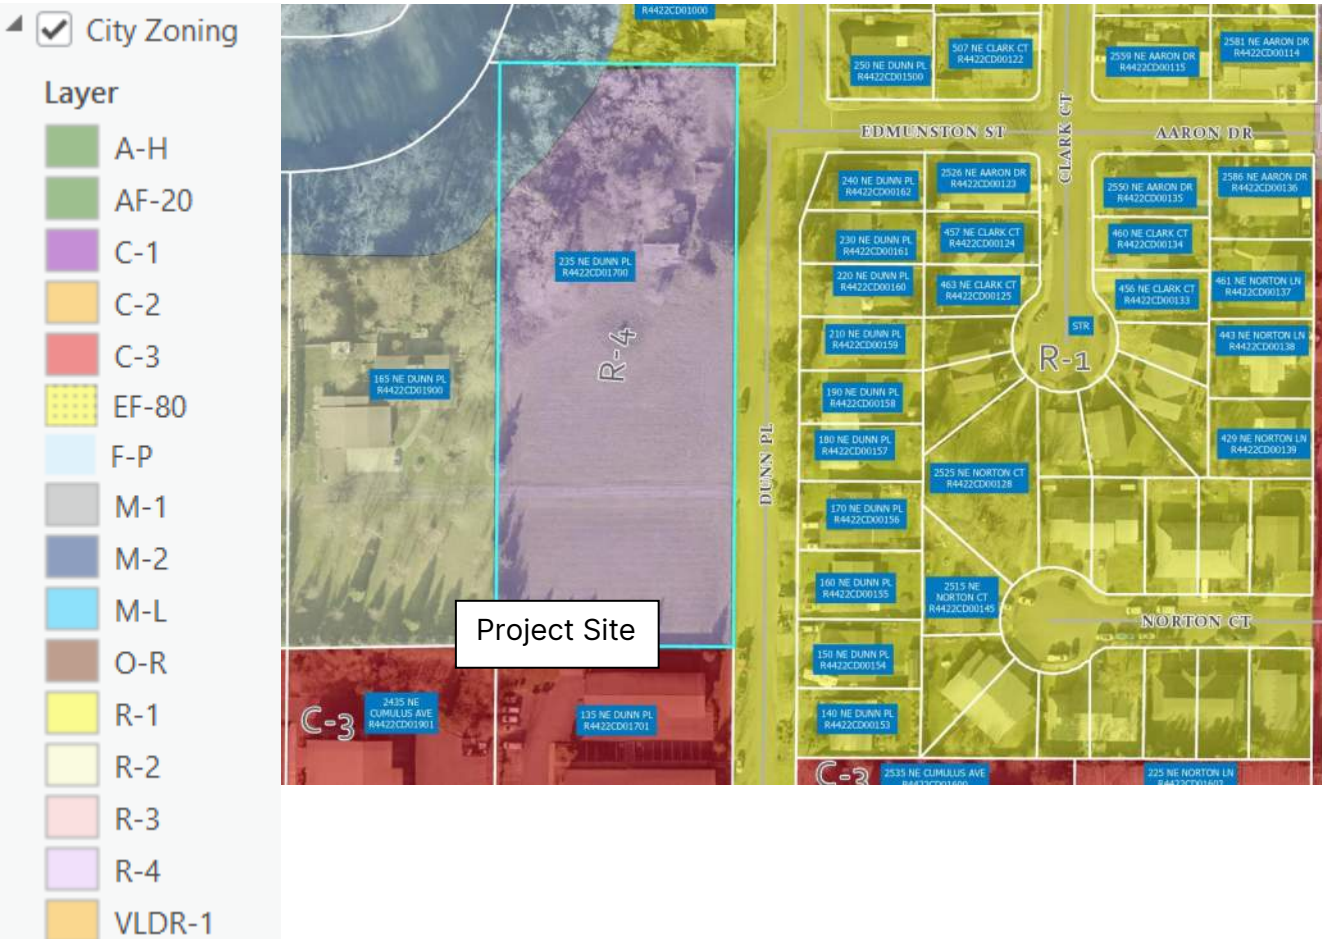 City Zoning
Layer
A-H
AF-20
C-1
C-2
C-3
EF-80
F-P
M-1
M-2
M-L
O-R
R-1
R-2
R-3
R-4
VLDR-1
R4422CD01000
250 NE DUNN PL
R4422CD01500
507 NE CLARK CT
R4422CD00122
2559 NE AARON DR
R4422CD00115
2581 NE AARON DR
R4422CD00114
EDMUNSTON ST
CLARK CT
AARON DR
240 NE DUNN PL
R4422CD00162
2526 NE AARON DR
R4422CD00123
2550 NE AARON DR
R4422CD00135
2586 NE AARON DR
R4422CD00136
230 NE DUNN PL
R4422CD00161
457 NE CLARK CT
R4422CD00124
460 NE CLARK CT
R4422CD00134
235 NE DUNN PL
R4422CD01700
220 NE DUNN PL
R4422CD00160
463 NE CLARK CT
R4422CD00125
456 NE CLARK CT
R4422CD00133
461 NE NORTON LN
R4422CD00137
STR
R-4
R-1
210 NE DUNN PL
R4422CD00159
443 NE NORTON LN
R4422CD00138
165 NE DUNN PL
R4422CD01900
190 NE DUNN PL
R4422CD00158
DUNN PL
180 NE DUNN PL
R4422CD00157
429 NE NORTON LN
R4422CD00139
2525 NE NORTON CT
R4422CD00128
170 NE DUNN PL
R4422CD00156
160 NE DUNN PL
R4422CD00155
2515 NE
NORTON CT
R4422CD00145
NORTON CT
Project Site
150 NE DUNN PL
R4422CD00154
C-3
2435 NE
CUMULUS AVE
R4422CD01901
135 NE DUNN PL
R4422CD01701
140 NE DUNN PL
R4422CD00153
C-3
2535 NE CUMULUS AVE
225 NE NORTON LN